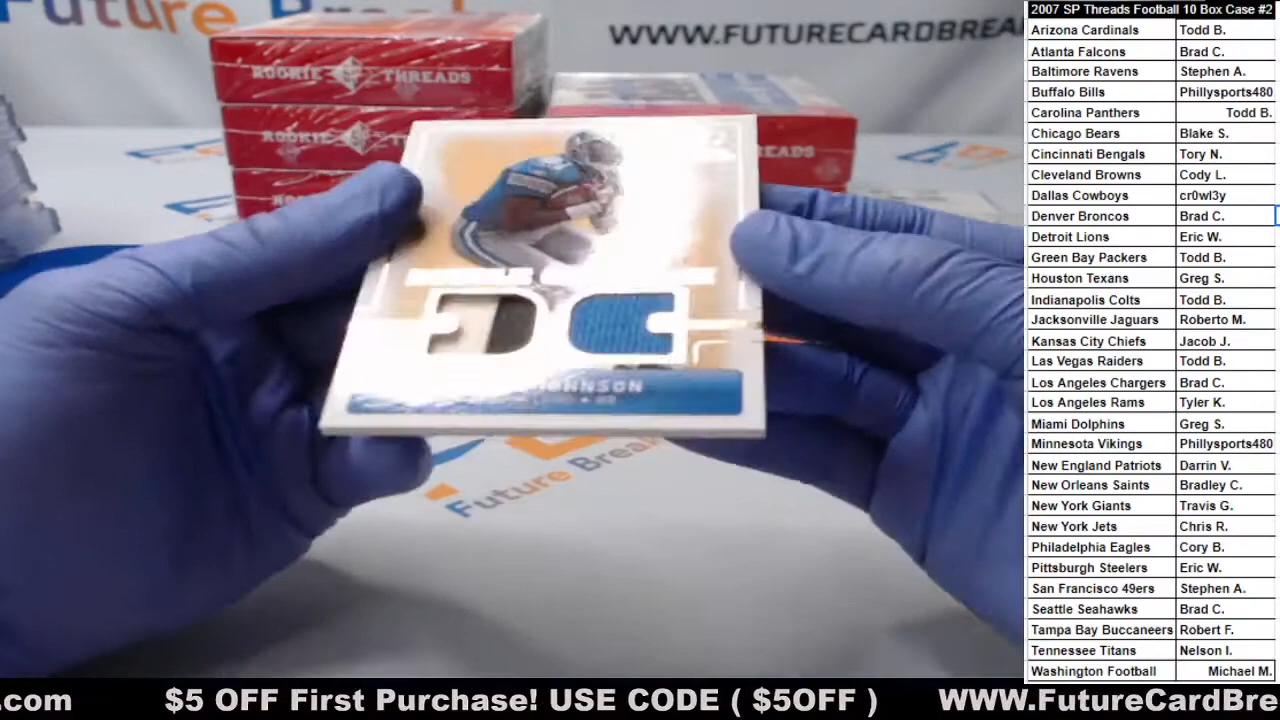 WWW.FUTURECARDBREA
ROOKIE THREADS
ROOKIE
EADS
JOHNSON
Future Break
2007 SP Threads Football 10 Box Case #2
Arizona Cardinals Todd B.
Atlanta Falcons Brad C.
Baltimore Ravens Stephen A.
Buffalo Bills Phillysports480
Carolina Panthers Todd B.
Chicago Bears Blake S.
Cincinnati Bengals Tory N.
Cleveland Browns Cody L.
Dallas Cowboys cr0wl3y
Denver Broncos Brad C.
Detroit Lions Eric W.
Green Bay Packers Todd B.
Houston Texans Greg S.
Indianapolis Colts Todd B.
Jacksonville Jaguars Roberto M.
Kansas City Chiefs Jacob J.
Las Vegas Raiders Todd B.
Los Angeles Chargers Brad C.
Los Angeles Rams Tyler K.
Miami Dolphins Greg S.
Minnesota Vikings Phillysports480
New England Patriots Darrin V.
New Orleans Saints Bradley C.
New York Giants Travis G.
New York Jets Chris R.
Philadelphia Eagles Cory B.
Pittsburgh Steelers Eric W.
San Francisco 49ers Stephen A.
Seattle Seahawks Brad C.
Tampa Bay Buccaneers Robert F.
Tennessee Titans Nelson I.
Washington Football Michael M.
.com $5 OFF First Purchase! USE CODE ( $5OFF ) WWW.FutureCardBre